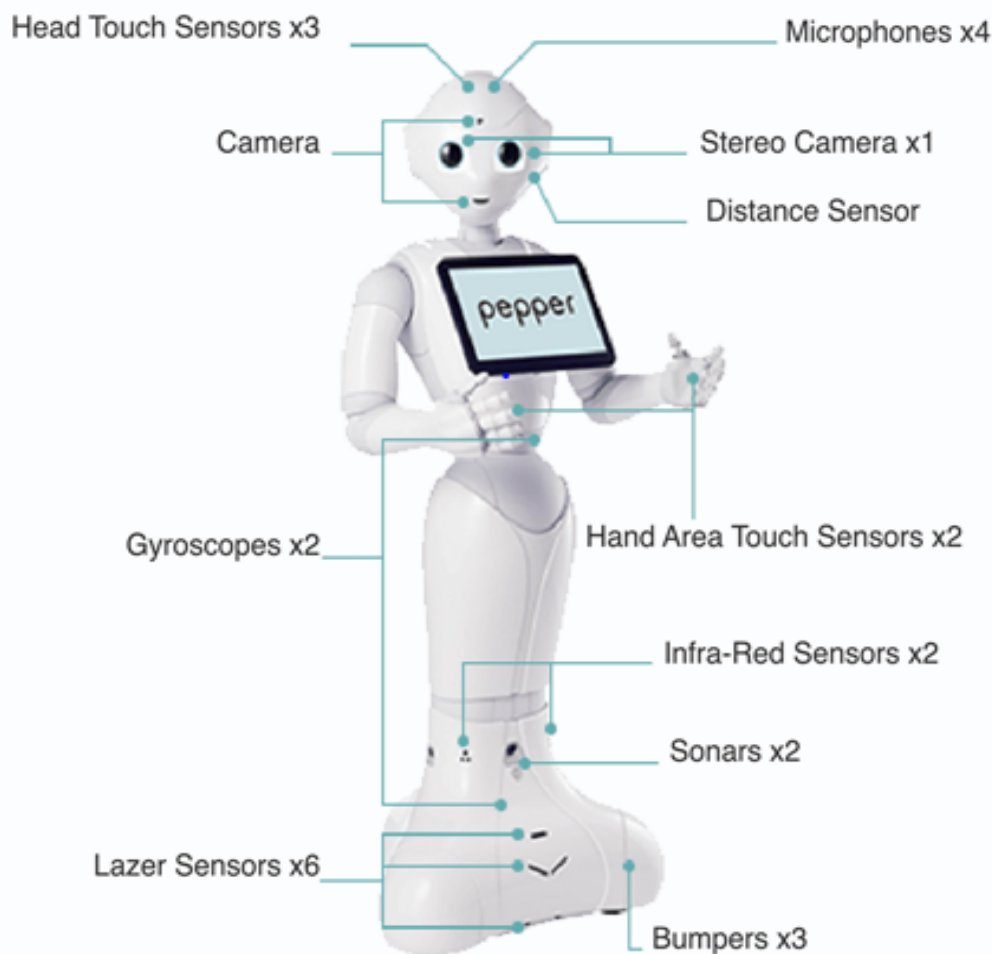 Head Touch Sensors x3
Microphones x4
Camera
Stereo Camera x1
Distance Sensor
pepper
Gyroscopes x2
Hand Area Touch Sensors x2
Infra-Red Sensors x2
Sonars x2
Lazer Sensors x6
Bumpers x3